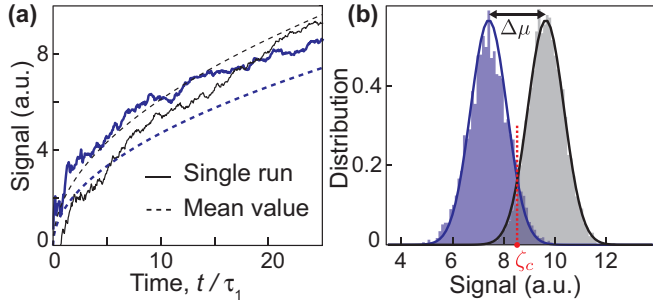 (a)
Signal (a.u.)
8
4
0
Single run
Mean value
0
10
20
Time, t / τ₁
(b)
Δμ
Distribution
0.4
0.2
0.0
ζc
4
6
8
10
12
Signal (a.u.)